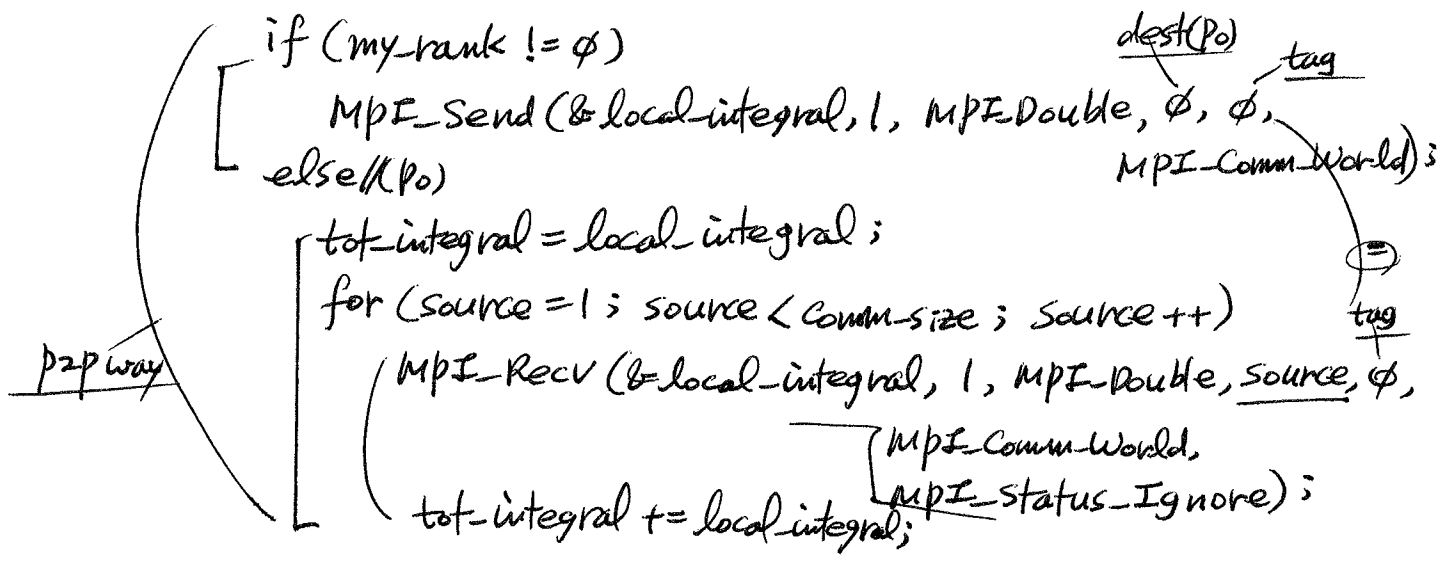 if (my_rank != ϕ)
dest(P₀)
tag
MPI_Send (& local_integral, 1, MPI_Double, ϕ, ϕ,
MPI_Comm_World);
else//(P₀)
tot_integral = local_integral;
=
for (source = 1; source < comm_size; source ++)
tag
p2p way
MPI_Recv (& local_integral, 1, MPI_Double, source, ϕ,
MPI_Comm_World,
MPI_Status_Ignore);
tot_integral += local_integral;